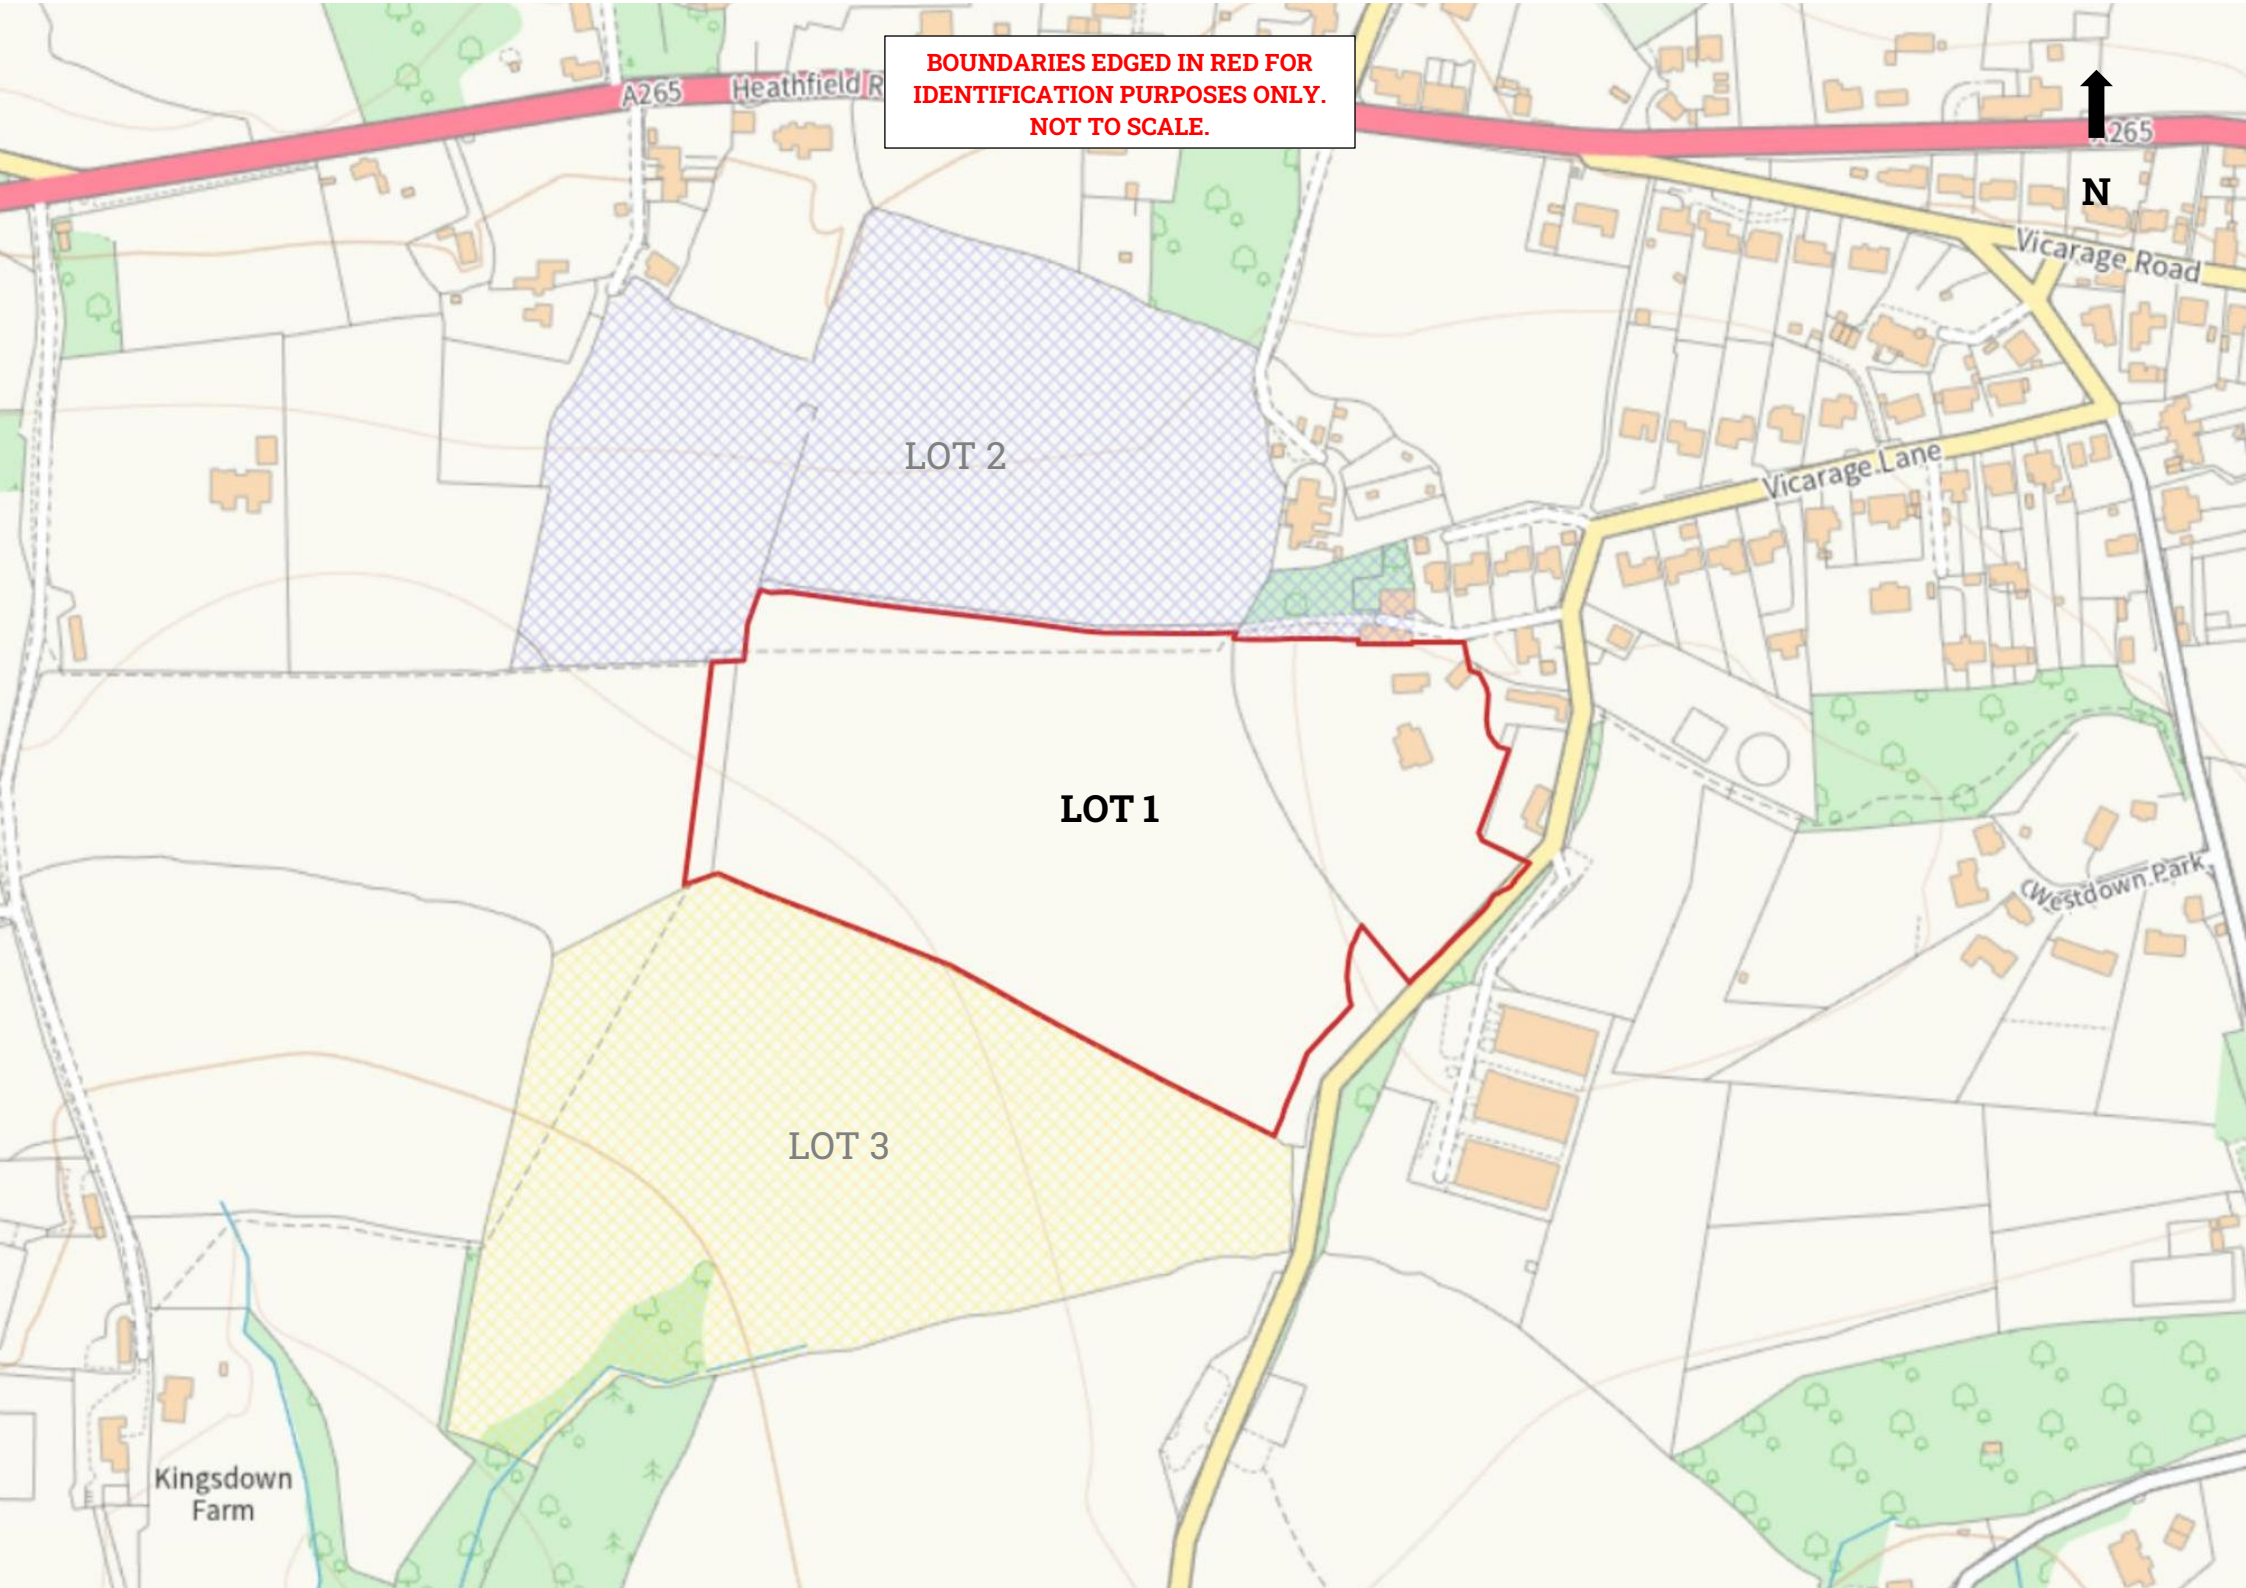 BOUNDARIES EDGED IN RED FOR
IDENTIFICATION PURPOSES ONLY.
NOT TO SCALE.
A265
Heathfield R
A265
N
Vicarage Road
LOT 2
Vicarage Lane
LOT 1
Westdown Park
LOT 3
Kingsdown
Farm